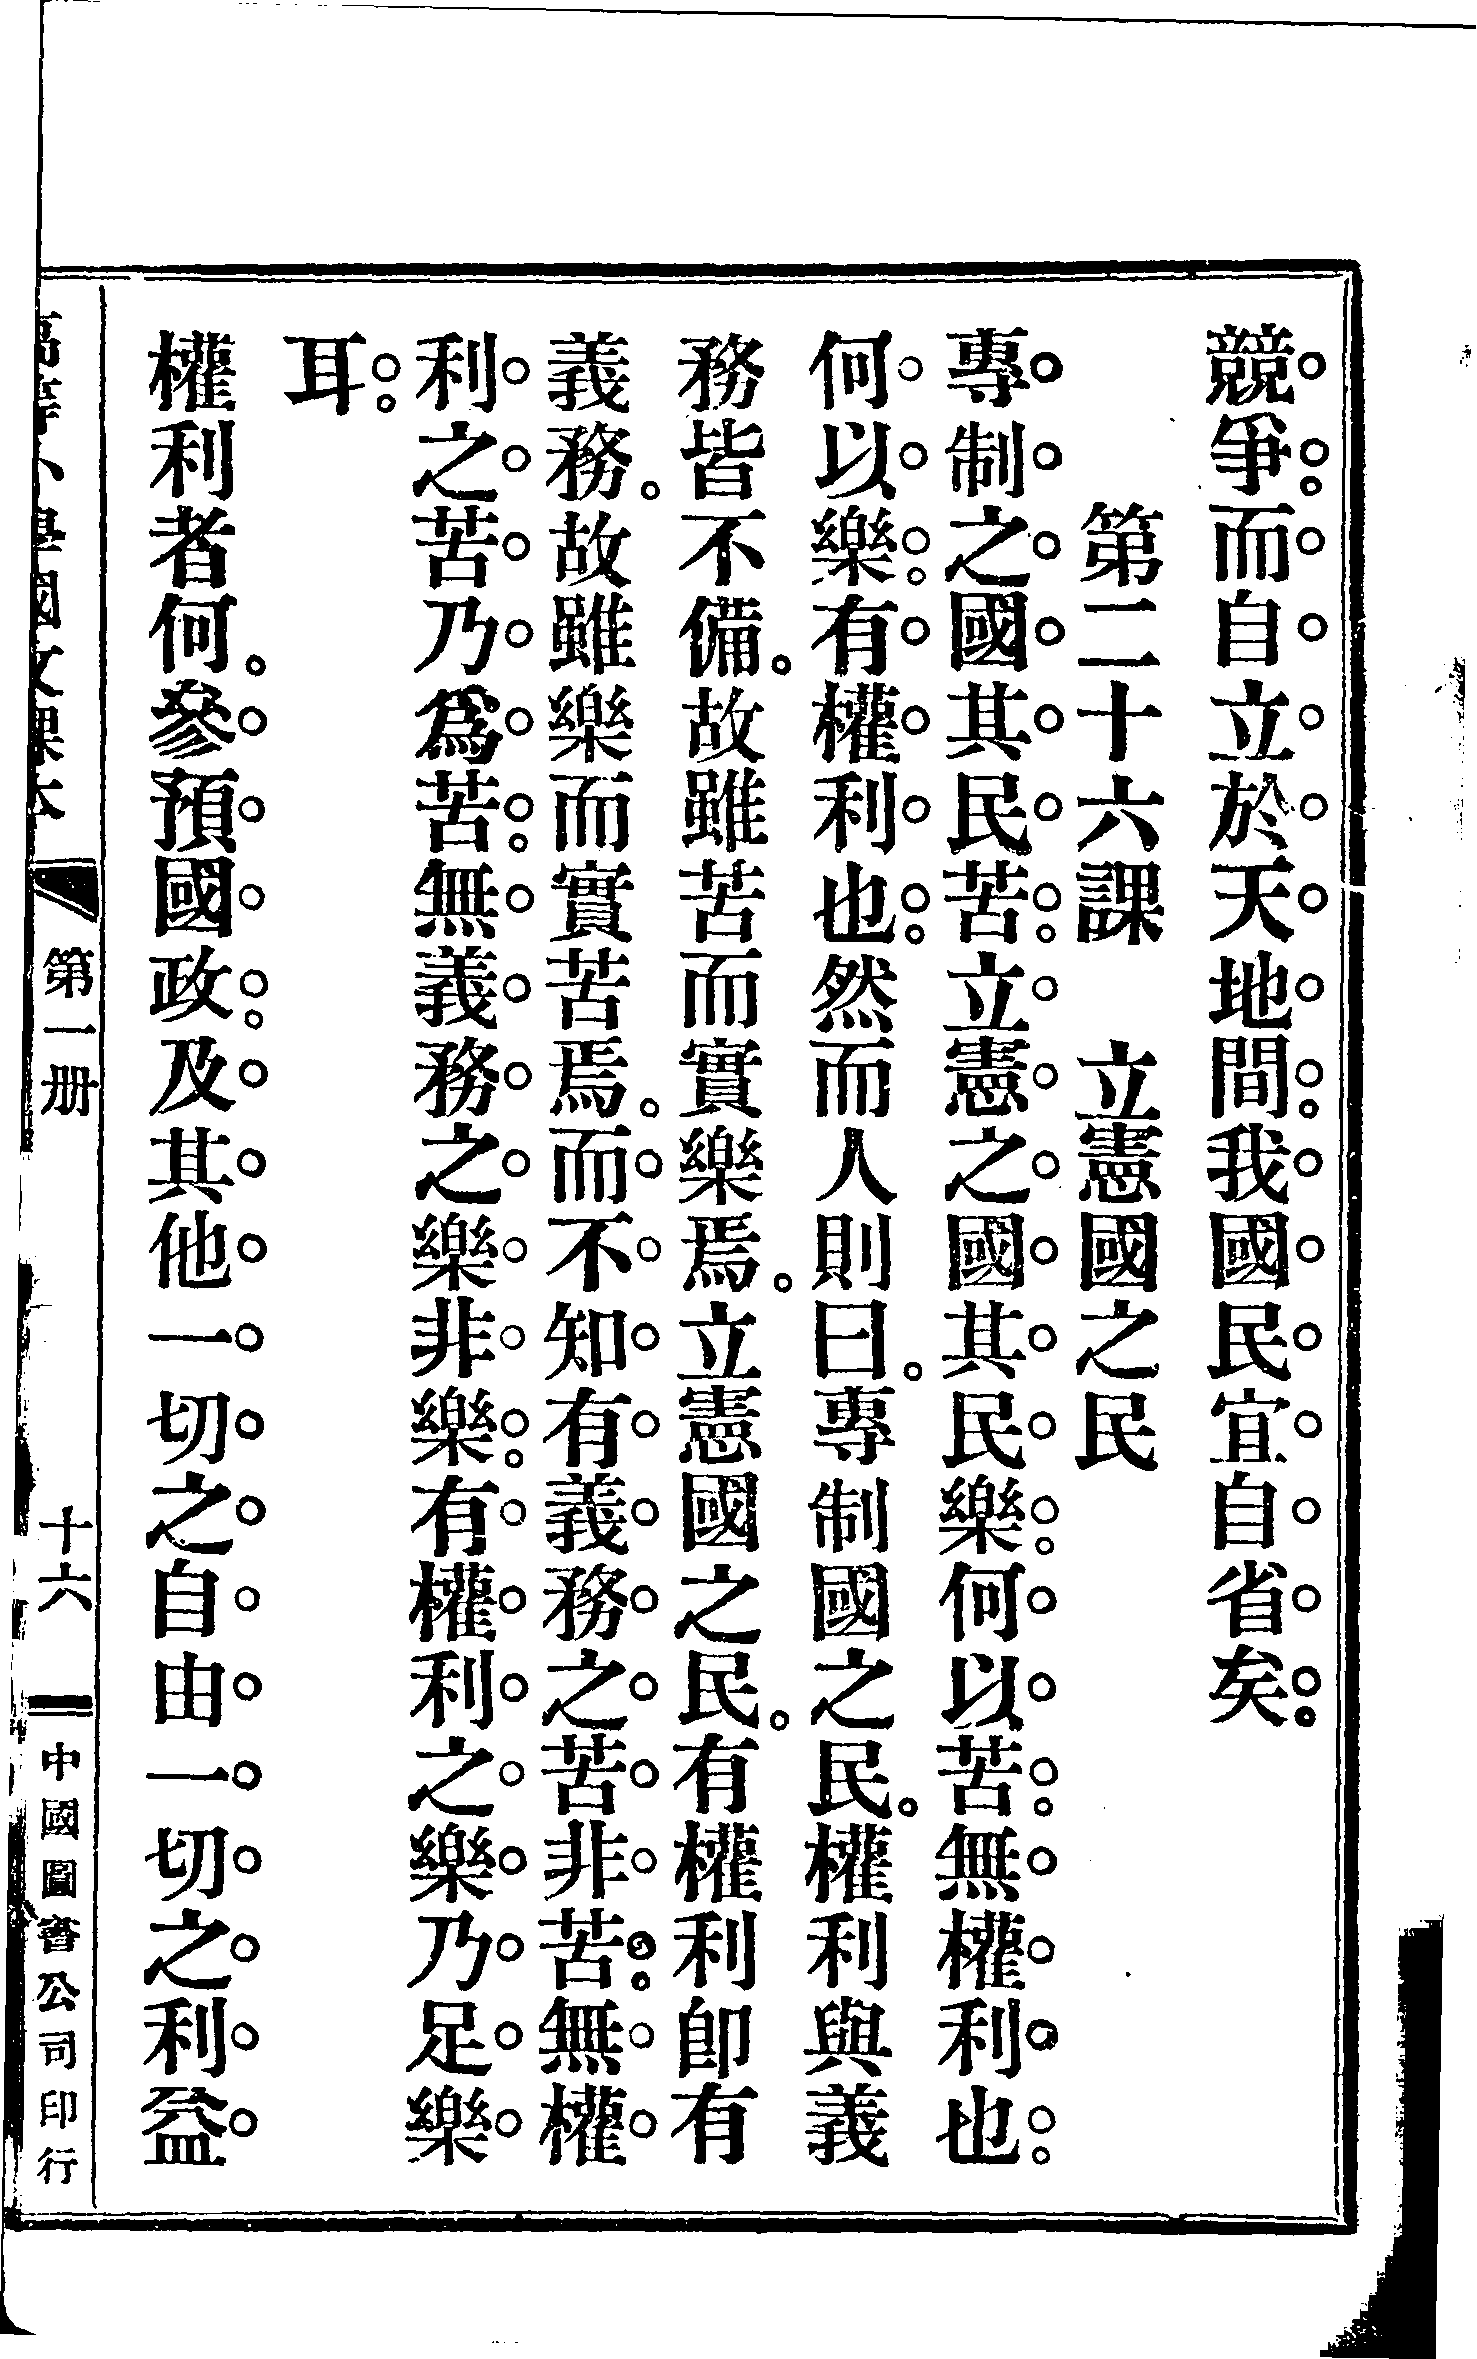 競爭。而自立於天地間。我國民宜自省矣。
第二十六課　立憲國之民
專制之國其民苦。立憲之國其民樂。何以苦。無權利也。
何以樂。有權利也。然而人則曰。專制國之民。權利與義
務皆不備。故雖苦而實樂焉。立憲國之民。有權利卽有
義務。故雖樂而實苦焉。而不知有義務之苦非苦。無權
利之苦乃爲苦。無義務之樂非樂。有權利之樂乃足樂
耳。
權利者何。參預國政。及其他一切之自由一切之利益
高等小學國文課本　第一册　十六　中國圖書公司印行